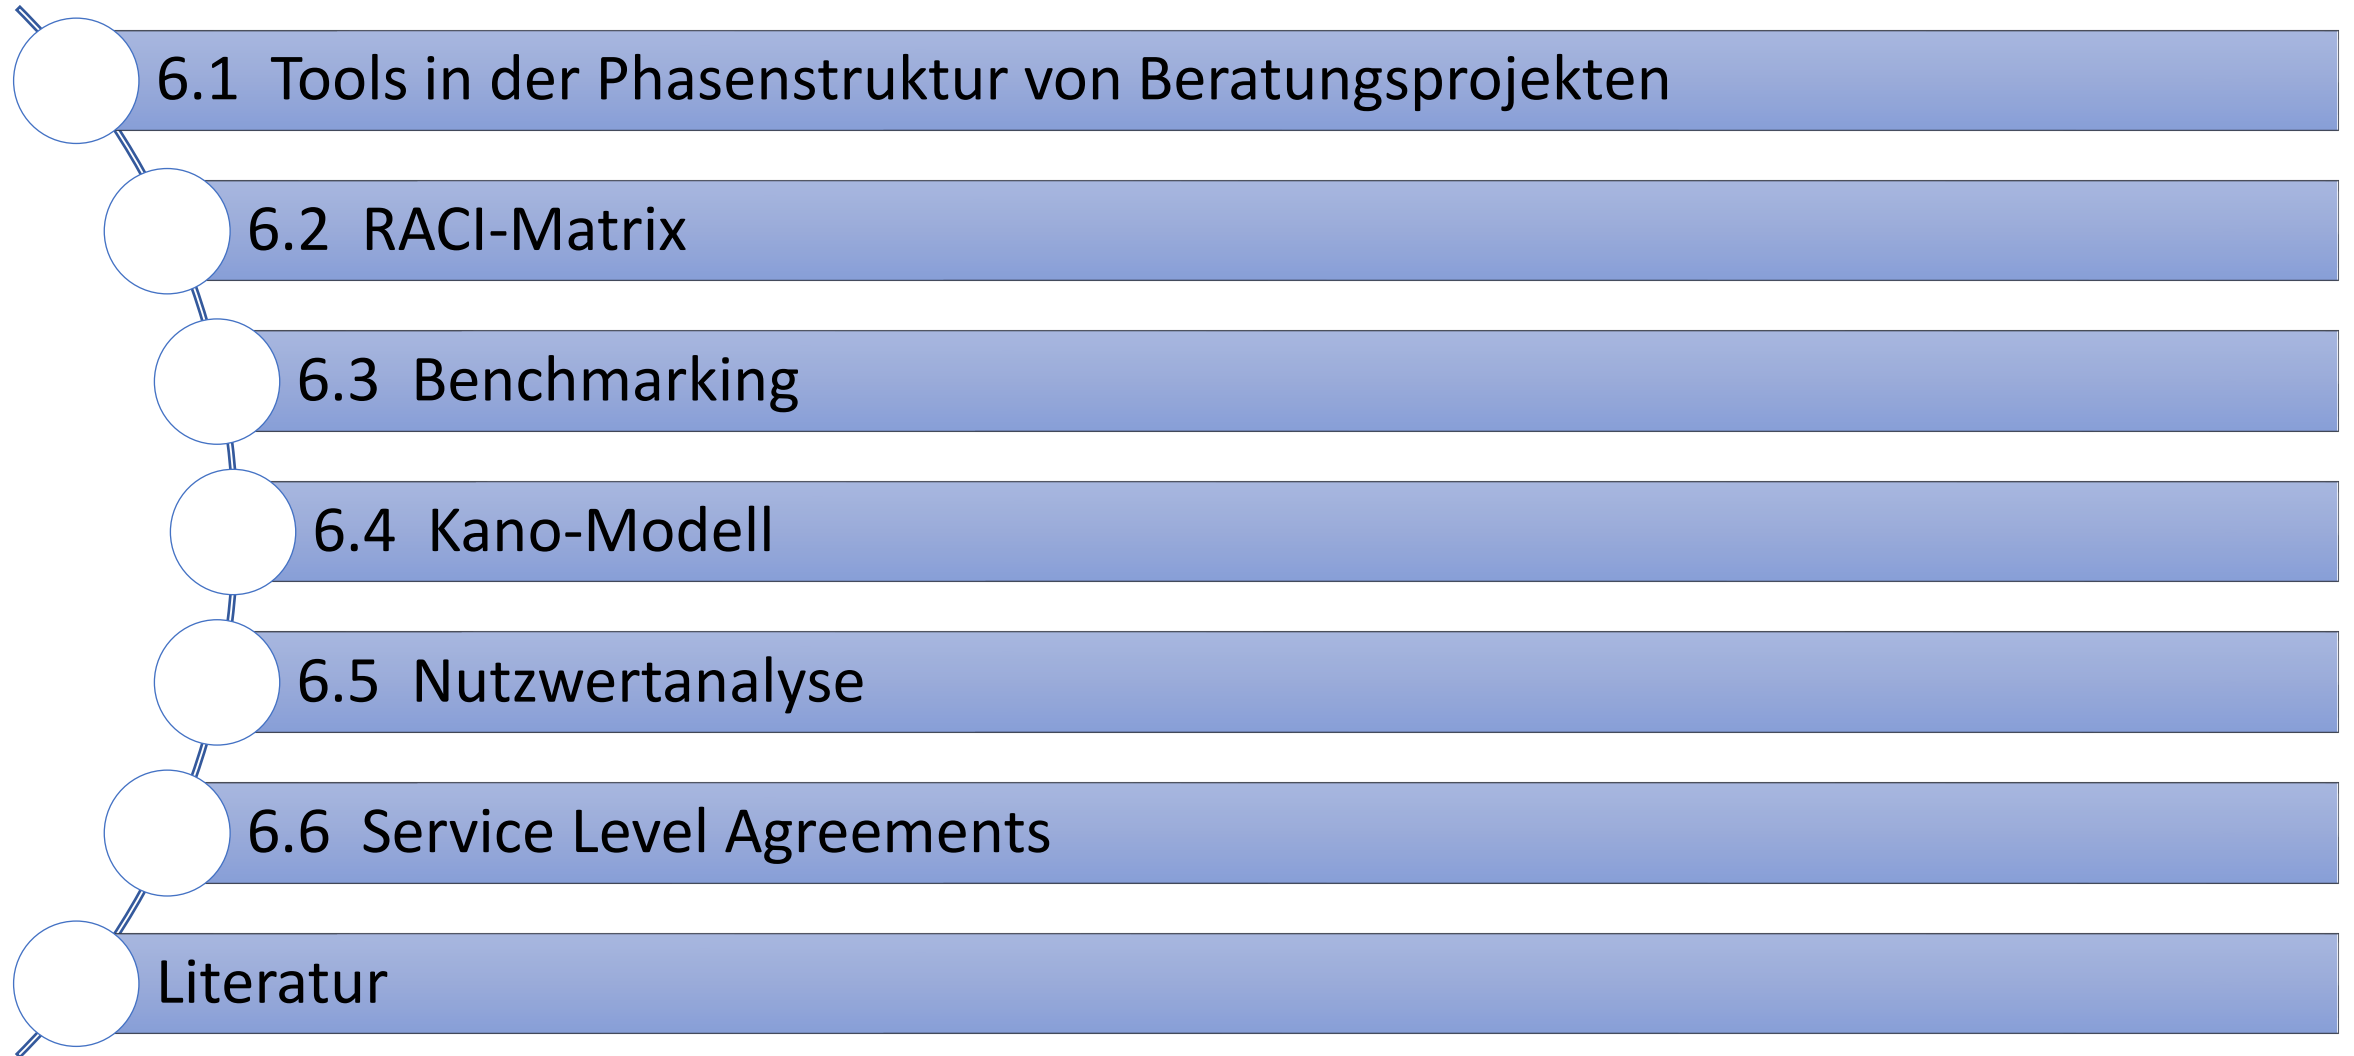 6.1 Tools in der Phasenstruktur von Beratungsprojekten
6.2 RACI-Matrix
6.3 Benchmarking
6.4 Kano-Modell
6.5 Nutzwertanalyse
6.6 Service Level Agreements
Literatur